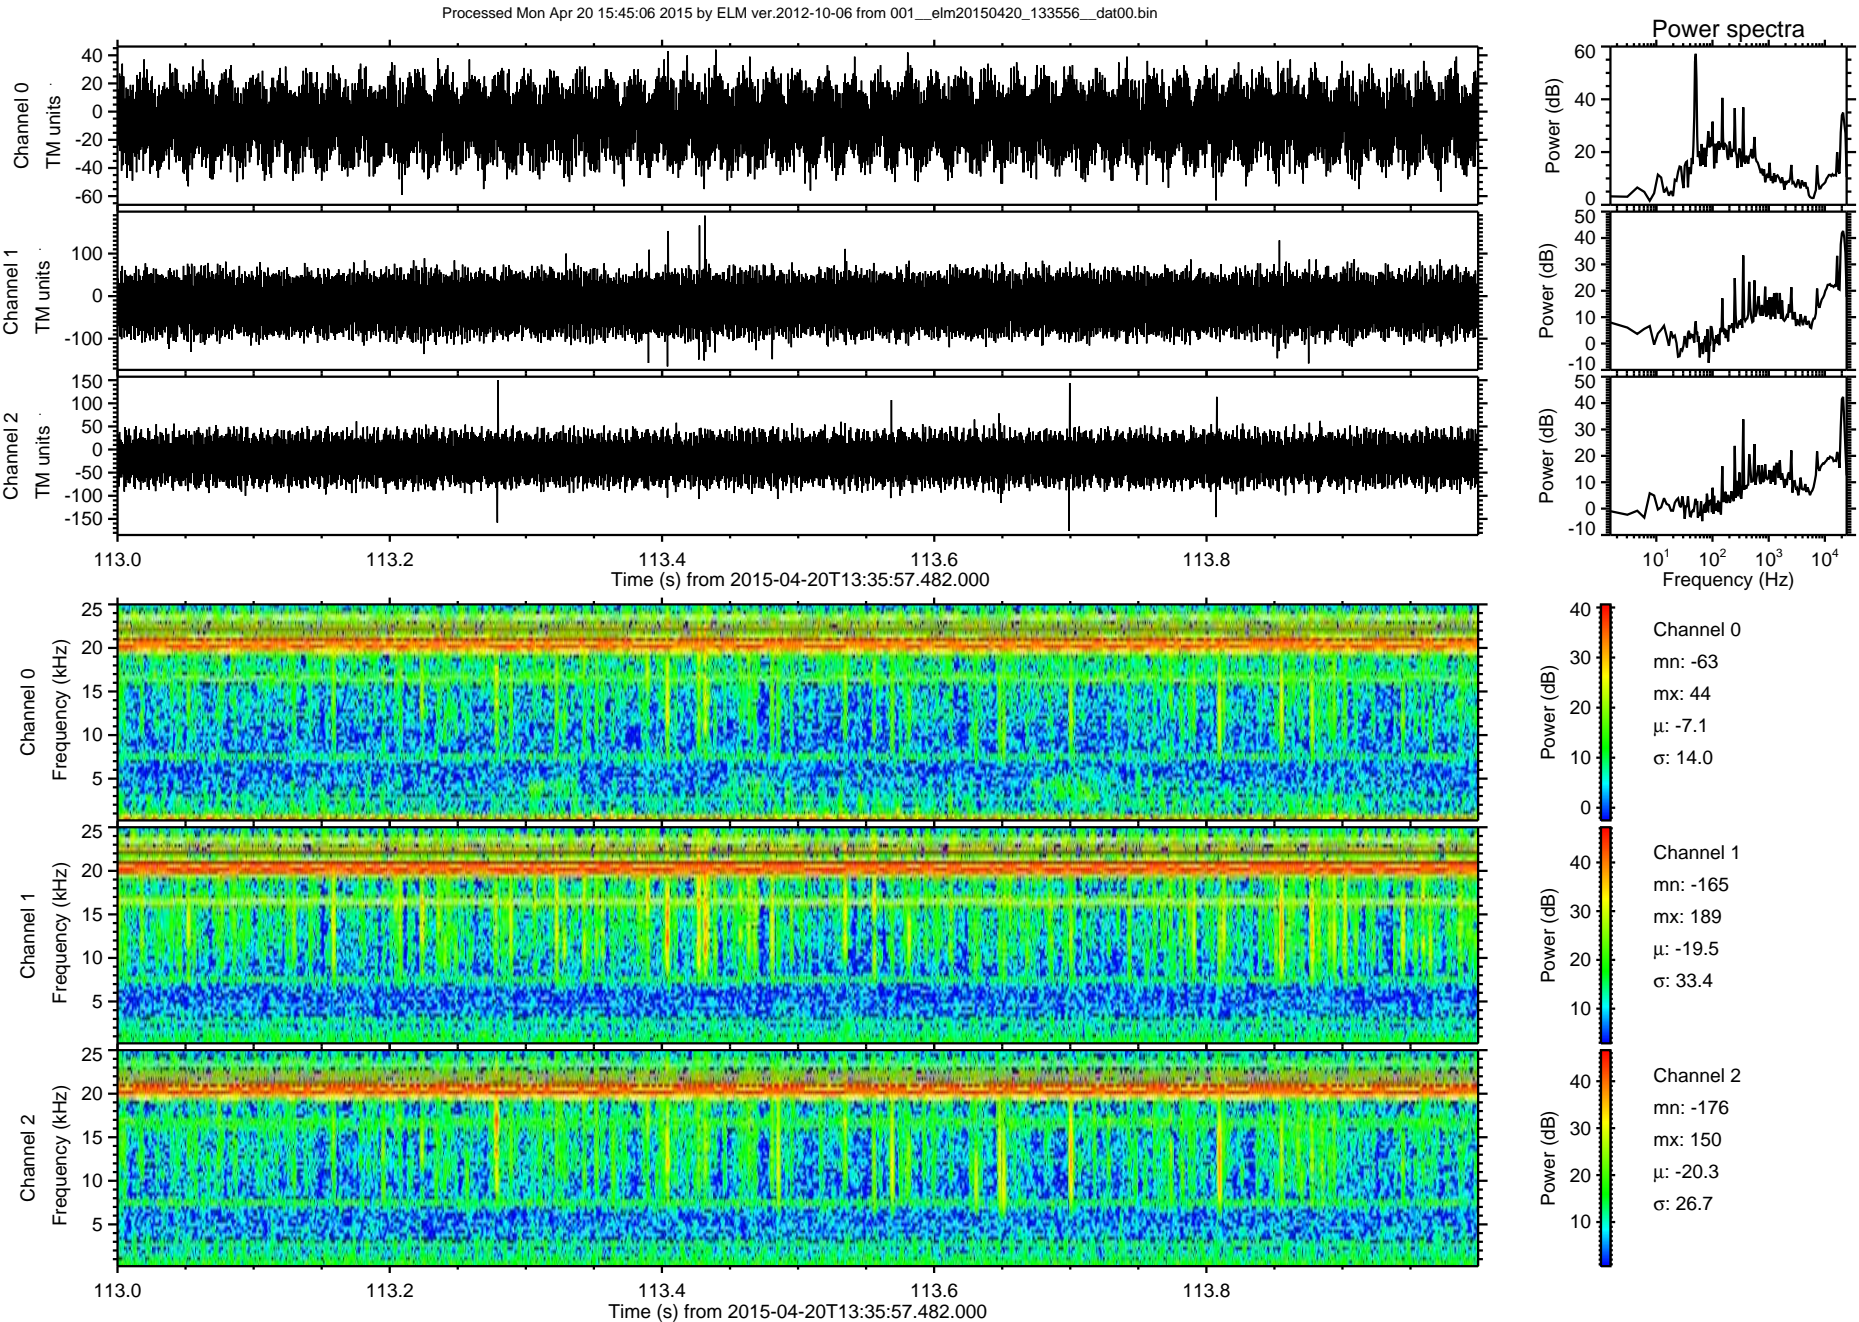 Processed Mon Apr 20 15:45:06 2015 by ELM ver.2012-10-06 from 001__elm20150420_133556__dat00.bin
Power spectra
Channel 0
TM units
40
20
0
-20
-40
-60
Power (dB)
60
40
20
0
Channel 1
TM units
100
0
-100
Power (dB)
50
40
30
20
10
0
-10
Channel 2
TM units
150
100
50
0
-50
-100
-150
Power (dB)
50
40
30
20
10
0
-10
113.0 113.2 113.4 113.6 113.8
Time (s) from 2015-04-20T13:35:57.482.000
10¹ 10² 10³ 10⁴
Frequency (Hz)
Channel 0
Frequency (kHz)
25
20
15
10
5
Power (dB)
40
30
20
10
0
Channel 0
mn: -63
mx: 44
μ: -7.1
σ: 14.0
Channel 1
Frequency (kHz)
25
20
15
10
5
Power (dB)
40
30
20
10
Channel 1
mn: -165
mx: 189
μ: -19.5
σ: 33.4
Channel 2
Frequency (kHz)
25
20
15
10
5
Power (dB)
40
30
20
10
Channel 2
mn: -176
mx: 150
μ: -20.3
σ: 26.7
113.0 113.2 113.4 113.6 113.8
Time (s) from 2015-04-20T13:35:57.482.000